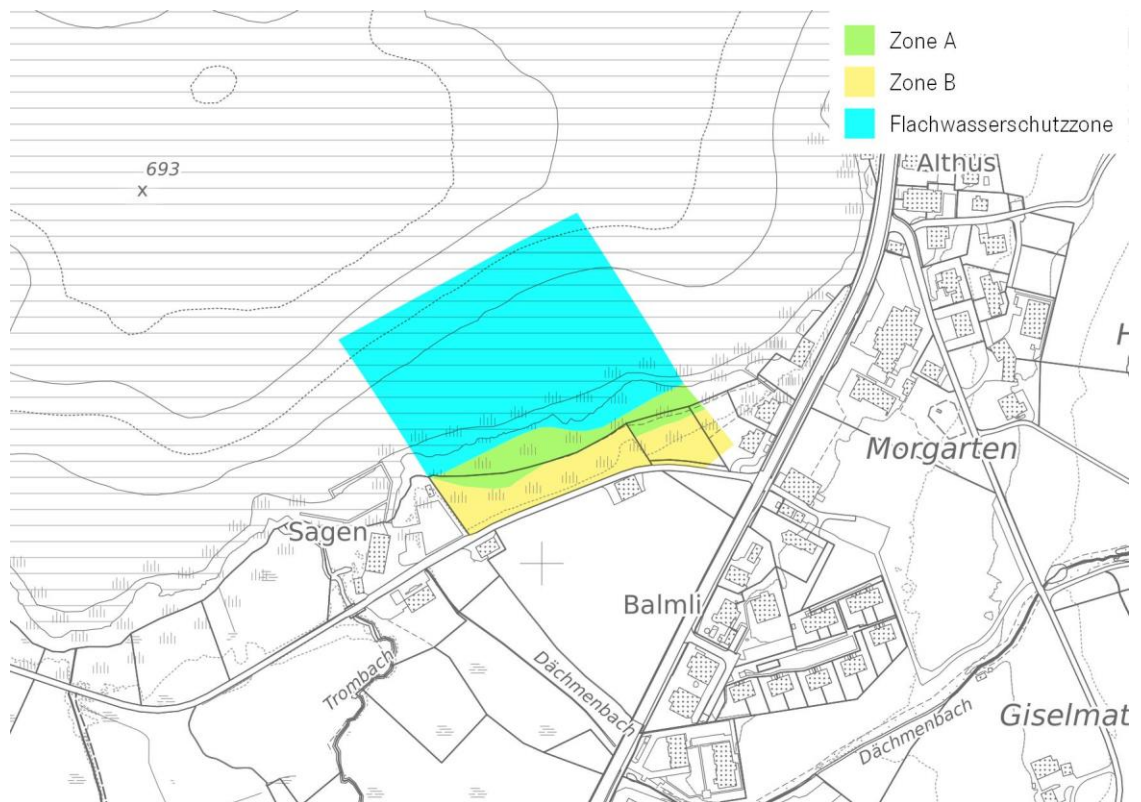 Zone A
Zone B
Flachwasserschutzzone
Althus
693
x
Morgarten
Sagen
Balmli
Trombach
Dächmenbach
Dächmenbach
Giselmat
H